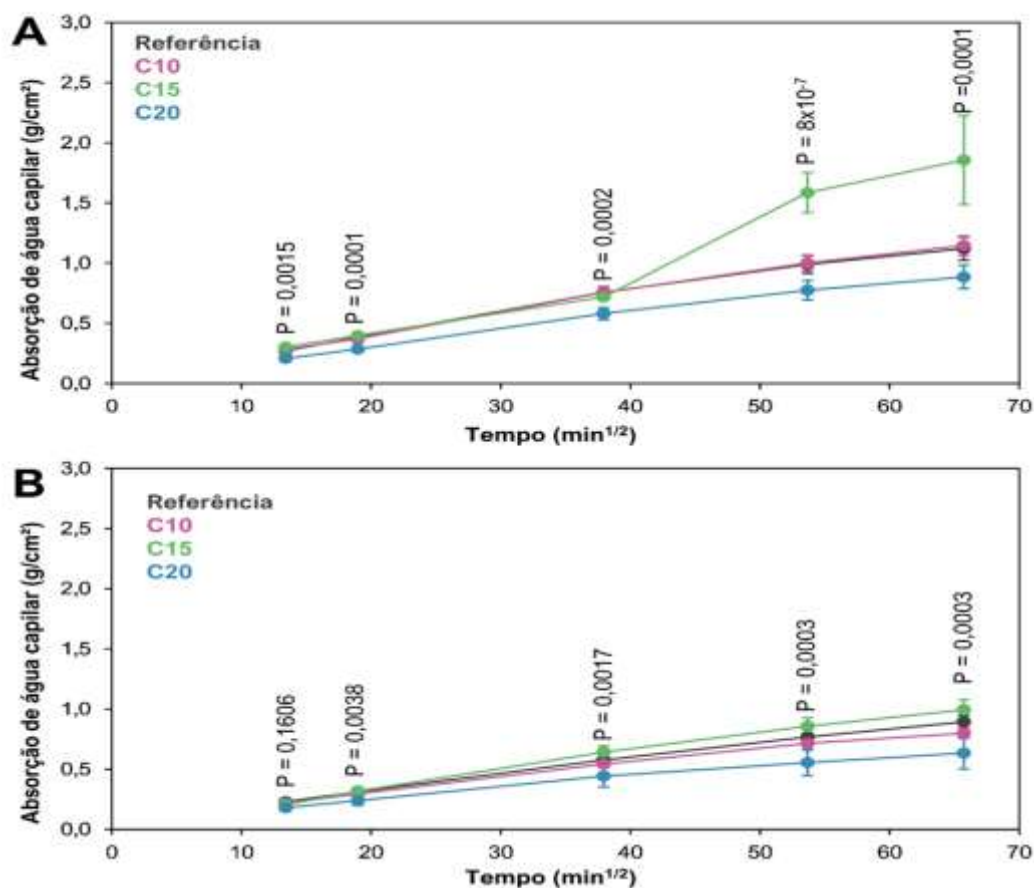 A
Absorção de água capilar (g/cm²)
3,0
2,5
2,0
1,5
1,0
0,5
0,0
Referência
C10
C15
C20
P = 0,0015
P = 0,0001
P = 0,0002
P = 8x10⁻⁷
P =0,0001
0 10 20 30 40 50 60 70
Tempo (min¹/²)
B
Absorção de água capilar (g/cm²)
3,0
2,5
2,0
1,5
1,0
0,5
0,0
Referência
C10
C15
C20
P = 0,1606
P = 0,0038
P = 0,0017
P = 0,0003
P = 0,0003
0 10 20 30 40 50 60 70
Tempo (min¹/²)